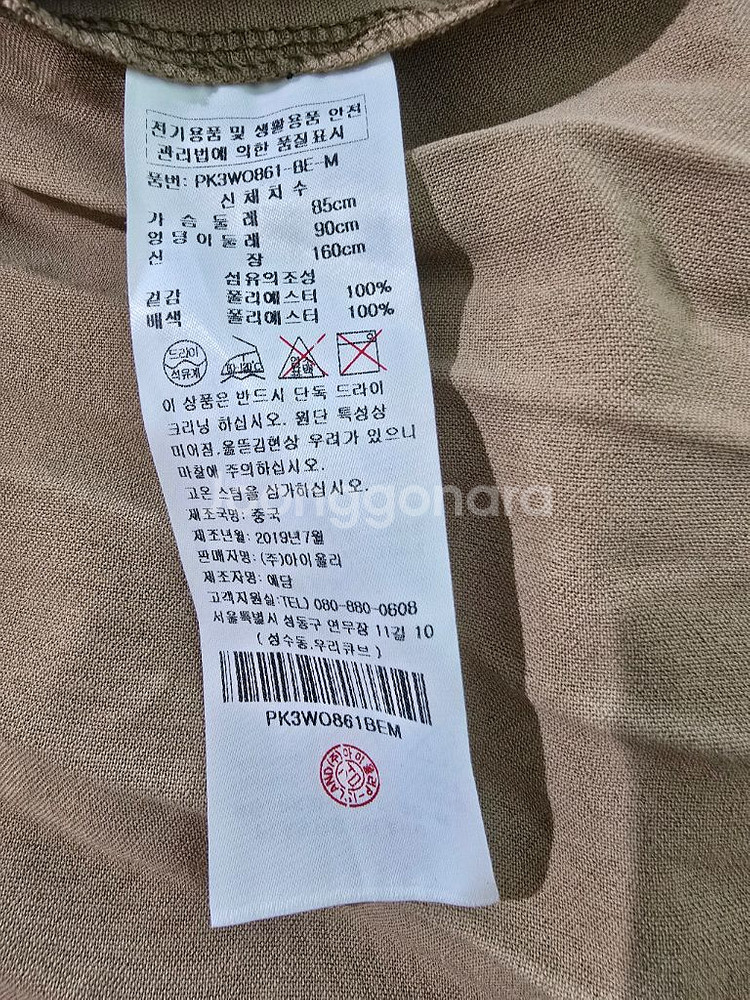 전기용품 및 생활용품 안전
관리법에 의한 품질표시
품번: PK3WO861-BE-M
신체치수
가슴둘레 85cm
엉덩이둘레 90cm
신장 160cm
섬유의조성
겉감 폴리에스터 100%
배색 폴리에스터 100%
드라이
석유계
염소
표백
이 상품은 반드시 단독 드라이
크리닝 하십시오. 원단 특성상
미어짐,올뜯김현상 우려가 있으니
마찰에 주의하십시오.
고온스팀을 삼가하십시오.
제조국명: 중국
제조년월: 2019년7월
판매자명: (주)아이올리
제조자명: 예담
고객지원실:TEL) 080-880-0608
서울특별시 성동구 연무장 11길 10
(성수동,우리큐브)
PK3WO861BEM
(주)아이올리